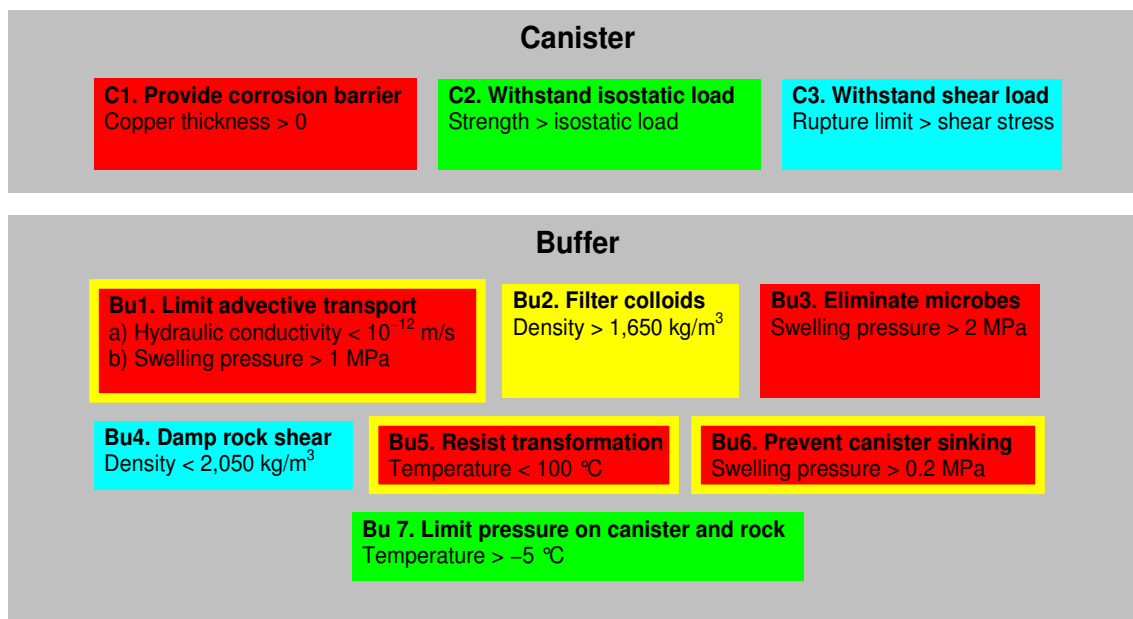 Canister
C1. Provide corrosion barrier
Copper thickness > 0
C2. Withstand isostatic load
Strength > isostatic load
C3. Withstand shear load
Rupture limit > shear stress
Buffer
Bu1. Limit advective transport
a) Hydraulic conductivity < 10⁻¹² m/s
b) Swelling pressure > 1 MPa
Bu2. Filter colloids
Density > 1,650 kg/m³
Bu3. Eliminate microbes
Swelling pressure > 2 MPa
Bu4. Damp rock shear
Density < 2,050 kg/m³
Bu5. Resist transformation
Temperature < 100 °C
Bu6. Prevent canister sinking
Swelling pressure > 0.2 MPa
Bu 7. Limit pressure on canister and rock
Temperature > −5 °C